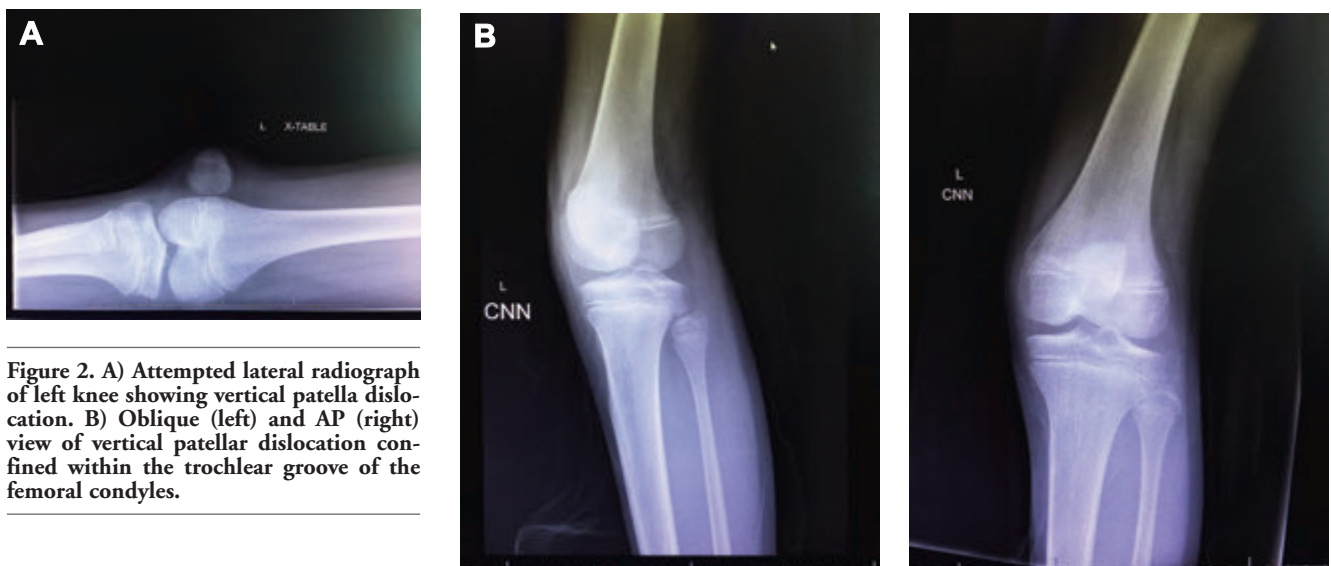 A
L X-TABLE
Figure 2. A) Attempted lateral radiograph
of left knee showing vertical patella dislo-
cation. B) Oblique (left) and AP (right)
view of vertical patellar dislocation con-
fined within the trochlear groove of the
femoral condyles.
B
L
CNN
L
CNN